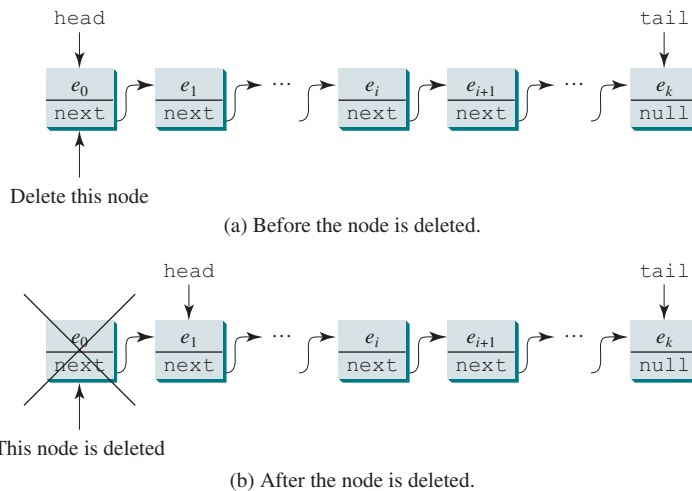 head tail
e0 e1 ... ei ei+1 ... ek
next next next next null
Delete this node
(a) Before the node is deleted.
head tail
e0 e1 ... ei ei+1 ... ek
next next next next null
This node is deleted
(b) After the node is deleted.